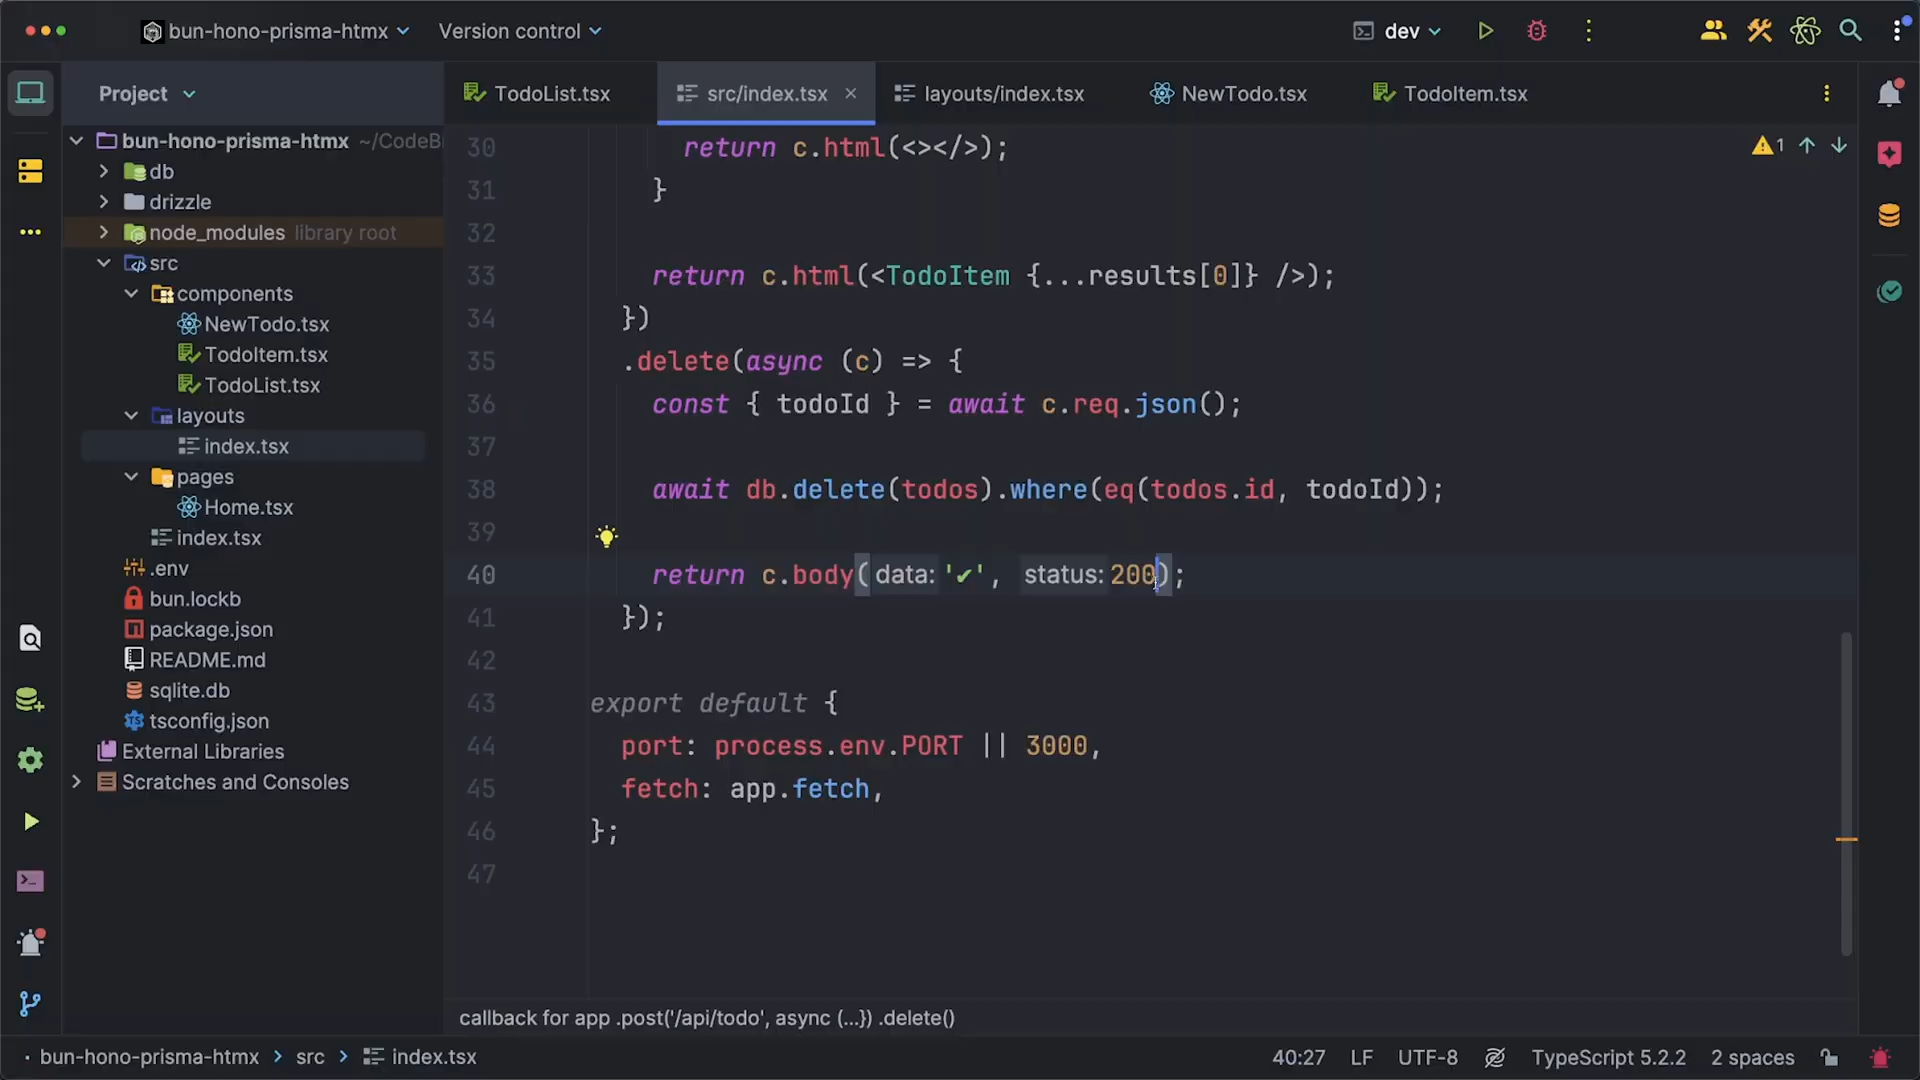 bun-hono-prisma-htmx
Version control
dev
Project
TodoList.tsx
src/index.tsx
layouts/index.tsx
NewTodo.tsx
TodoItem.tsx
bun-hono-prisma-htmx ~/CodeB
db
drizzle
node_modules library root
src
components
NewTodo.tsx
TodoItem.tsx
TodoList.tsx
layouts
index.tsx
pages
Home.tsx
index.tsx
.env
bun.lockb
package.json
README.md
sqlite.db
tsconfig.json
External Libraries
Scratches and Consoles
1
30 return c.html(<></>);
31 }
32
33 return c.html(<TodoItem {...results[0]} />);
34 })
35 .delete(async (c) => {
36 const { todoId } = await c.req.json();
37
38 await db.delete(todos).where(eq(todos.id, todoId));
39
40 return c.body( data: '✔', status: 200);
41 });
42
43 export default {
44 port: process.env.PORT || 3000,
45 fetch: app.fetch,
46 };
47
callback for app .post('/api/todo', async (...}) .delete()
bun-hono-prisma-htmx > src > index.tsx
40:27 LF UTF-8 TypeScript 5.2.2 2 spaces